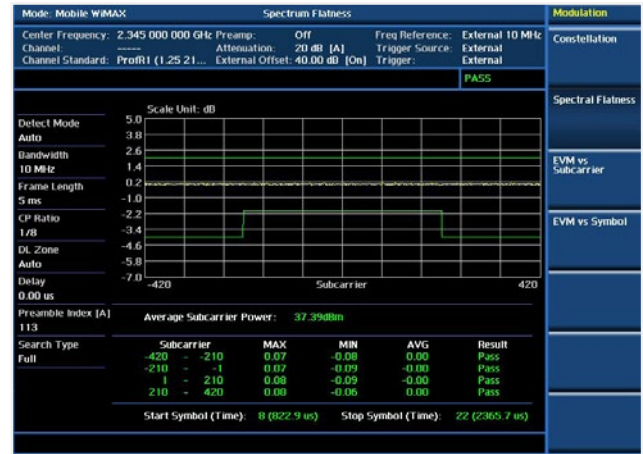 Mode: Mobile WiMAX Spectrum Flatness Modulation
Center Frequency: 2.345 000 000 GHz Preamp: Off Freq Reference: External 10 MHz
Channel: ----- Attenuation: 20 dB [A] Trigger Source: External
Channel Standard: ProfR1 (1.25 21... External Offset: 40.00 dB [On] Trigger: External
PASS
Constellation
Spectral Flatness
EVM vs
Subcarrier
EVM vs Symbol
Detect Mode
Auto
Bandwidth
10 MHz
Frame Length
5 ms
CP Ratio
1/8
DL Zone
Auto
Delay
0.00 us
Preamble Index [A]
113
Search Type
Full
Scale Unit: dB
5.0
3.8
2.6
1.4
0.2
-1.0
-2.2
-3.4
-4.6
-5.8
-7.0
-420 Subcarrier 420
Average Subcarrier Power: 37.39dBm
Subcarrier MAX MIN AVG Result
-420 - -210 0.07 -0.08 0.00 Pass
-210 - -1 0.07 -0.09 -0.00 Pass
1 - 210 0.08 -0.09 -0.00 Pass
210 - 420 0.08 -0.06 0.00 Pass
Start Symbol (Time): 8 (822.9 us) Stop Symbol (Time): 22 (2365.7 us)